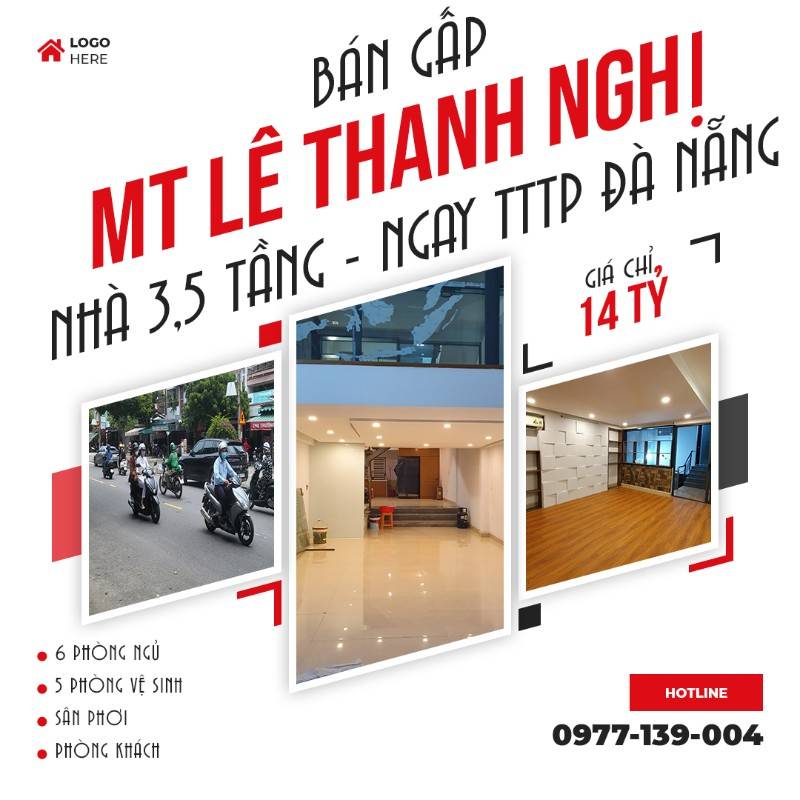 LOGO
HERE
BÁN GẤP
MT LÊ THANH NGHỊ
NHÀ 3,5 TẦNG - NGAY TTTP ĐÀ NẴNG
GIÁ CHỈ
14 TỶ
6 PHÒNG NGỦ
5 PHÒNG VỆ SINH
SÂN PHƠI
PHÒNG KHÁCH
HOTLINE
0977-139-004